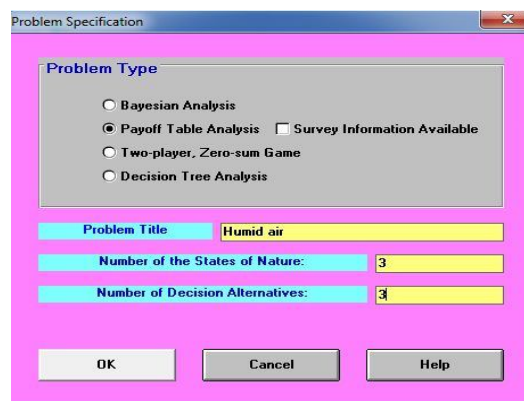 Problem Specification
Problem Type
Bayesian Analysis
Payoff Table Analysis Survey Information Available
Two-player, Zero-sum Game
Decision Tree Analysis
Problem Title Humid air
Number of the States of Nature: 3
Number of Decision Alternatives: 3
OK Cancel Help